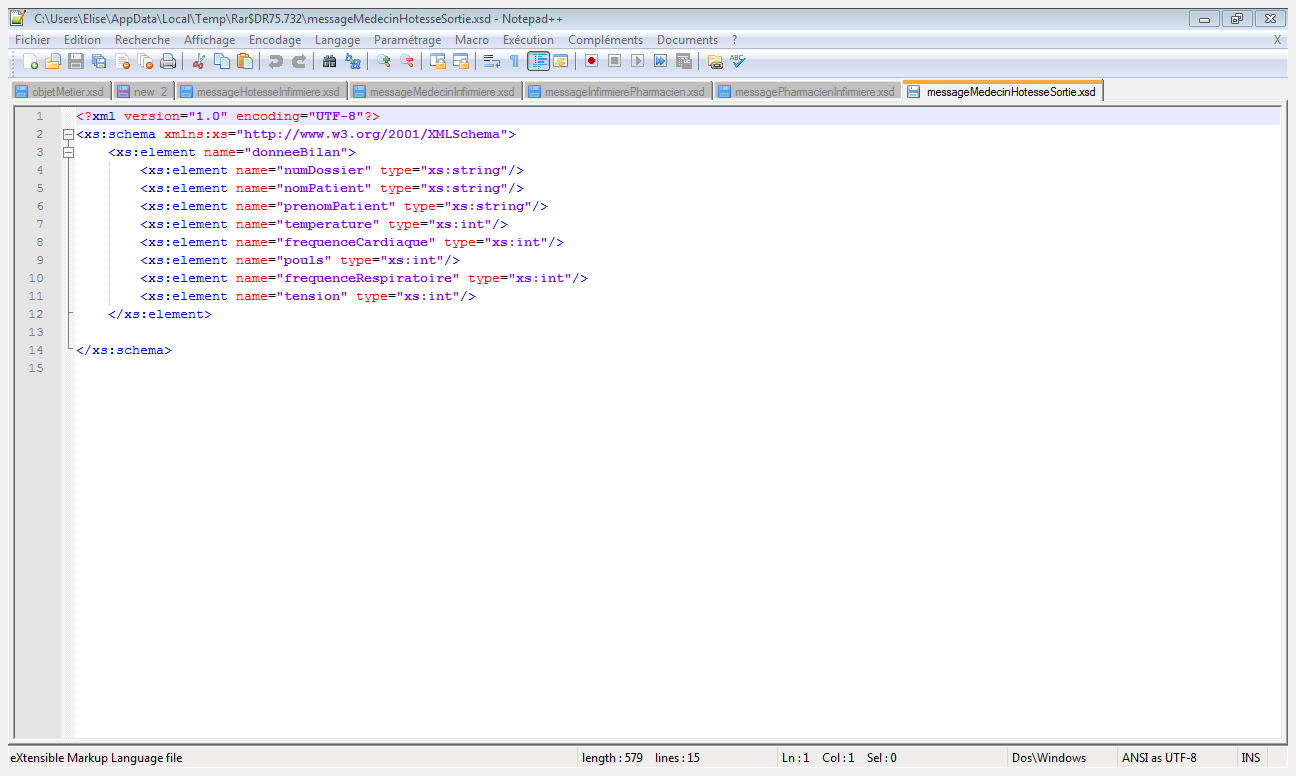 C:\Users\Elise\AppData\Local\Temp\Rar$DR75.732\messageMedecinHotesseSortie.xsd - Notepad++
Fichier Edition Recherche Affichage Encodage Langage Paramétrage Macro Exécution Compléments Documents ? X
ABC
objetMetier.xsd new 2 messageHotesseInfimiere.xsd messageMedecinInfirmiere.xsd messageInfirmierePharmacien.xsd messagePharmacienInfirmiere.xsd messageMedecinHotesseSortie.xsd
1 <?xml version="1.0" encoding="UTF-8"?>
2 <xs:schema xmlns:xs="http://www.w3.org/2001/XMLSchema">
3 <xs:element name="donneeBilan">
4 <xs:element name="numDossier" type="xs:string"/>
5 <xs:element name="nomPatient" type="xs:string"/>
6 <xs:element name="prenomPatient" type="xs:string"/>
7 <xs:element name="temperature" type="xs:int"/>
8 <xs:element name="frequenceCardiaque" type="xs:int"/>
9 <xs:element name="pouls" type="xs:int"/>
10 <xs:element name="frequenceRespiratoire" type="xs:int"/>
11 <xs:element name="tension" type="xs:int"/>
12 </xs:element>
13
14 </xs:schema>
15
eXtensible Markup Language file length : 579 lines : 15 Ln : 1 Col : 1 Sel : 0 Dos\Windows ANSI as UTF-8 INS